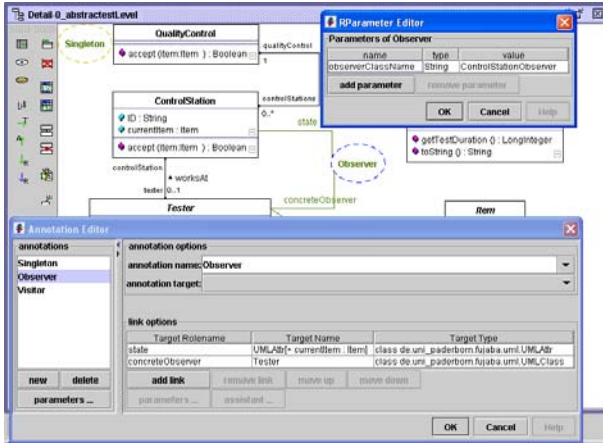 Detail-0_abstractestLevel
QualityControl
Singleton
accept (item:Item ) : Boolean
qualityControl
1
ControlStation
controlStations
0..*
ID : String
currentItem : Item
accept (item:Item ) : Boolean
state
controlStation
worksAt
tester 0..1
Tester
concreteObserver
Observer
getTestDuration () : LongInteger
toString () : String
Item
RParameter Editor
Parameters of Observer
name type value
observerClassName String ControlStationObserver
add parameter remove parameter
OK Cancel Help
Annotation Editor
annotations
Singleton
Observer
Visitor
new delete
parameters ...
annotation options
annotation name: Observer
annotation target:
link options
Target Rolename Target Name Target Type
state UMLAttr[+ currentItem : Item] class de.uni_paderborn.fujaba.uml.UMLAttr
concreteObserver Tester class de.uni_paderborn.fujaba.uml.UMLClass
add link remove link move up move down
parameters ... assistant ...
OK Cancel Help